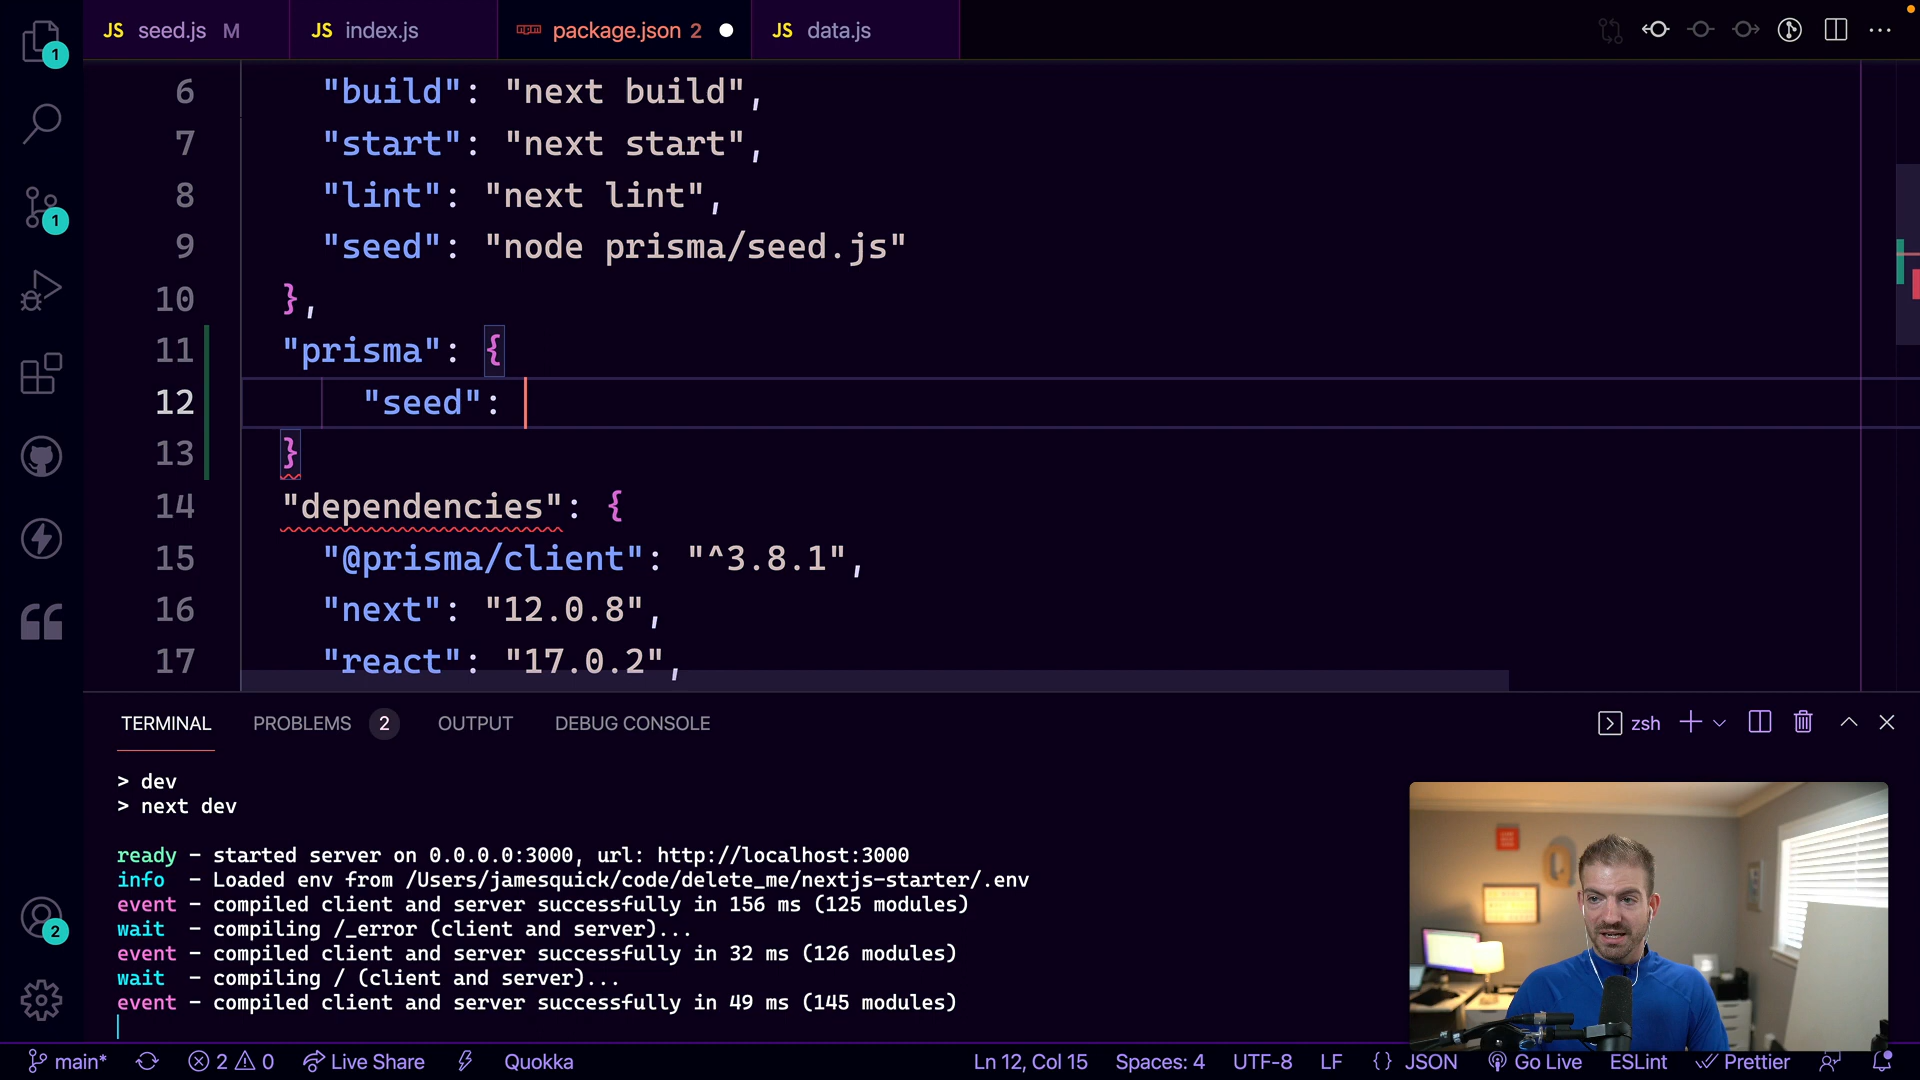 1
JS seed.js M
JS index.js
package.json 2
JS data.js
6 "build": "next build",
7 "start": "next start",
8 "lint": "next lint",
9 "seed": "node prisma/seed.js"
10 },
11 "prisma": {
12 "seed":
13 }
14 "dependencies": {
15 "@prisma/client": "^3.8.1",
16 "next": "12.0.8",
17 "react": "17.0.2",
1
2
TERMINAL PROBLEMS 2 OUTPUT DEBUG CONSOLE zsh
> dev
> next dev
ready - started server on 0.0.0.0:3000, url: http://localhost:3000
info - Loaded env from /Users/jamesquick/code/delete_me/nextjs-starter/.env
event - compiled client and server successfully in 156 ms (125 modules)
wait - compiling /_error (client and server)...
event - compiled client and server successfully in 32 ms (126 modules)
wait - compiling / (client and server)...
event - compiled client and server successfully in 49 ms (145 modules)
main* 2 0 Live Share Quokka Ln 12, Col 15 Spaces: 4 UTF-8 LF {} JSON Go Live ESLint Prettier